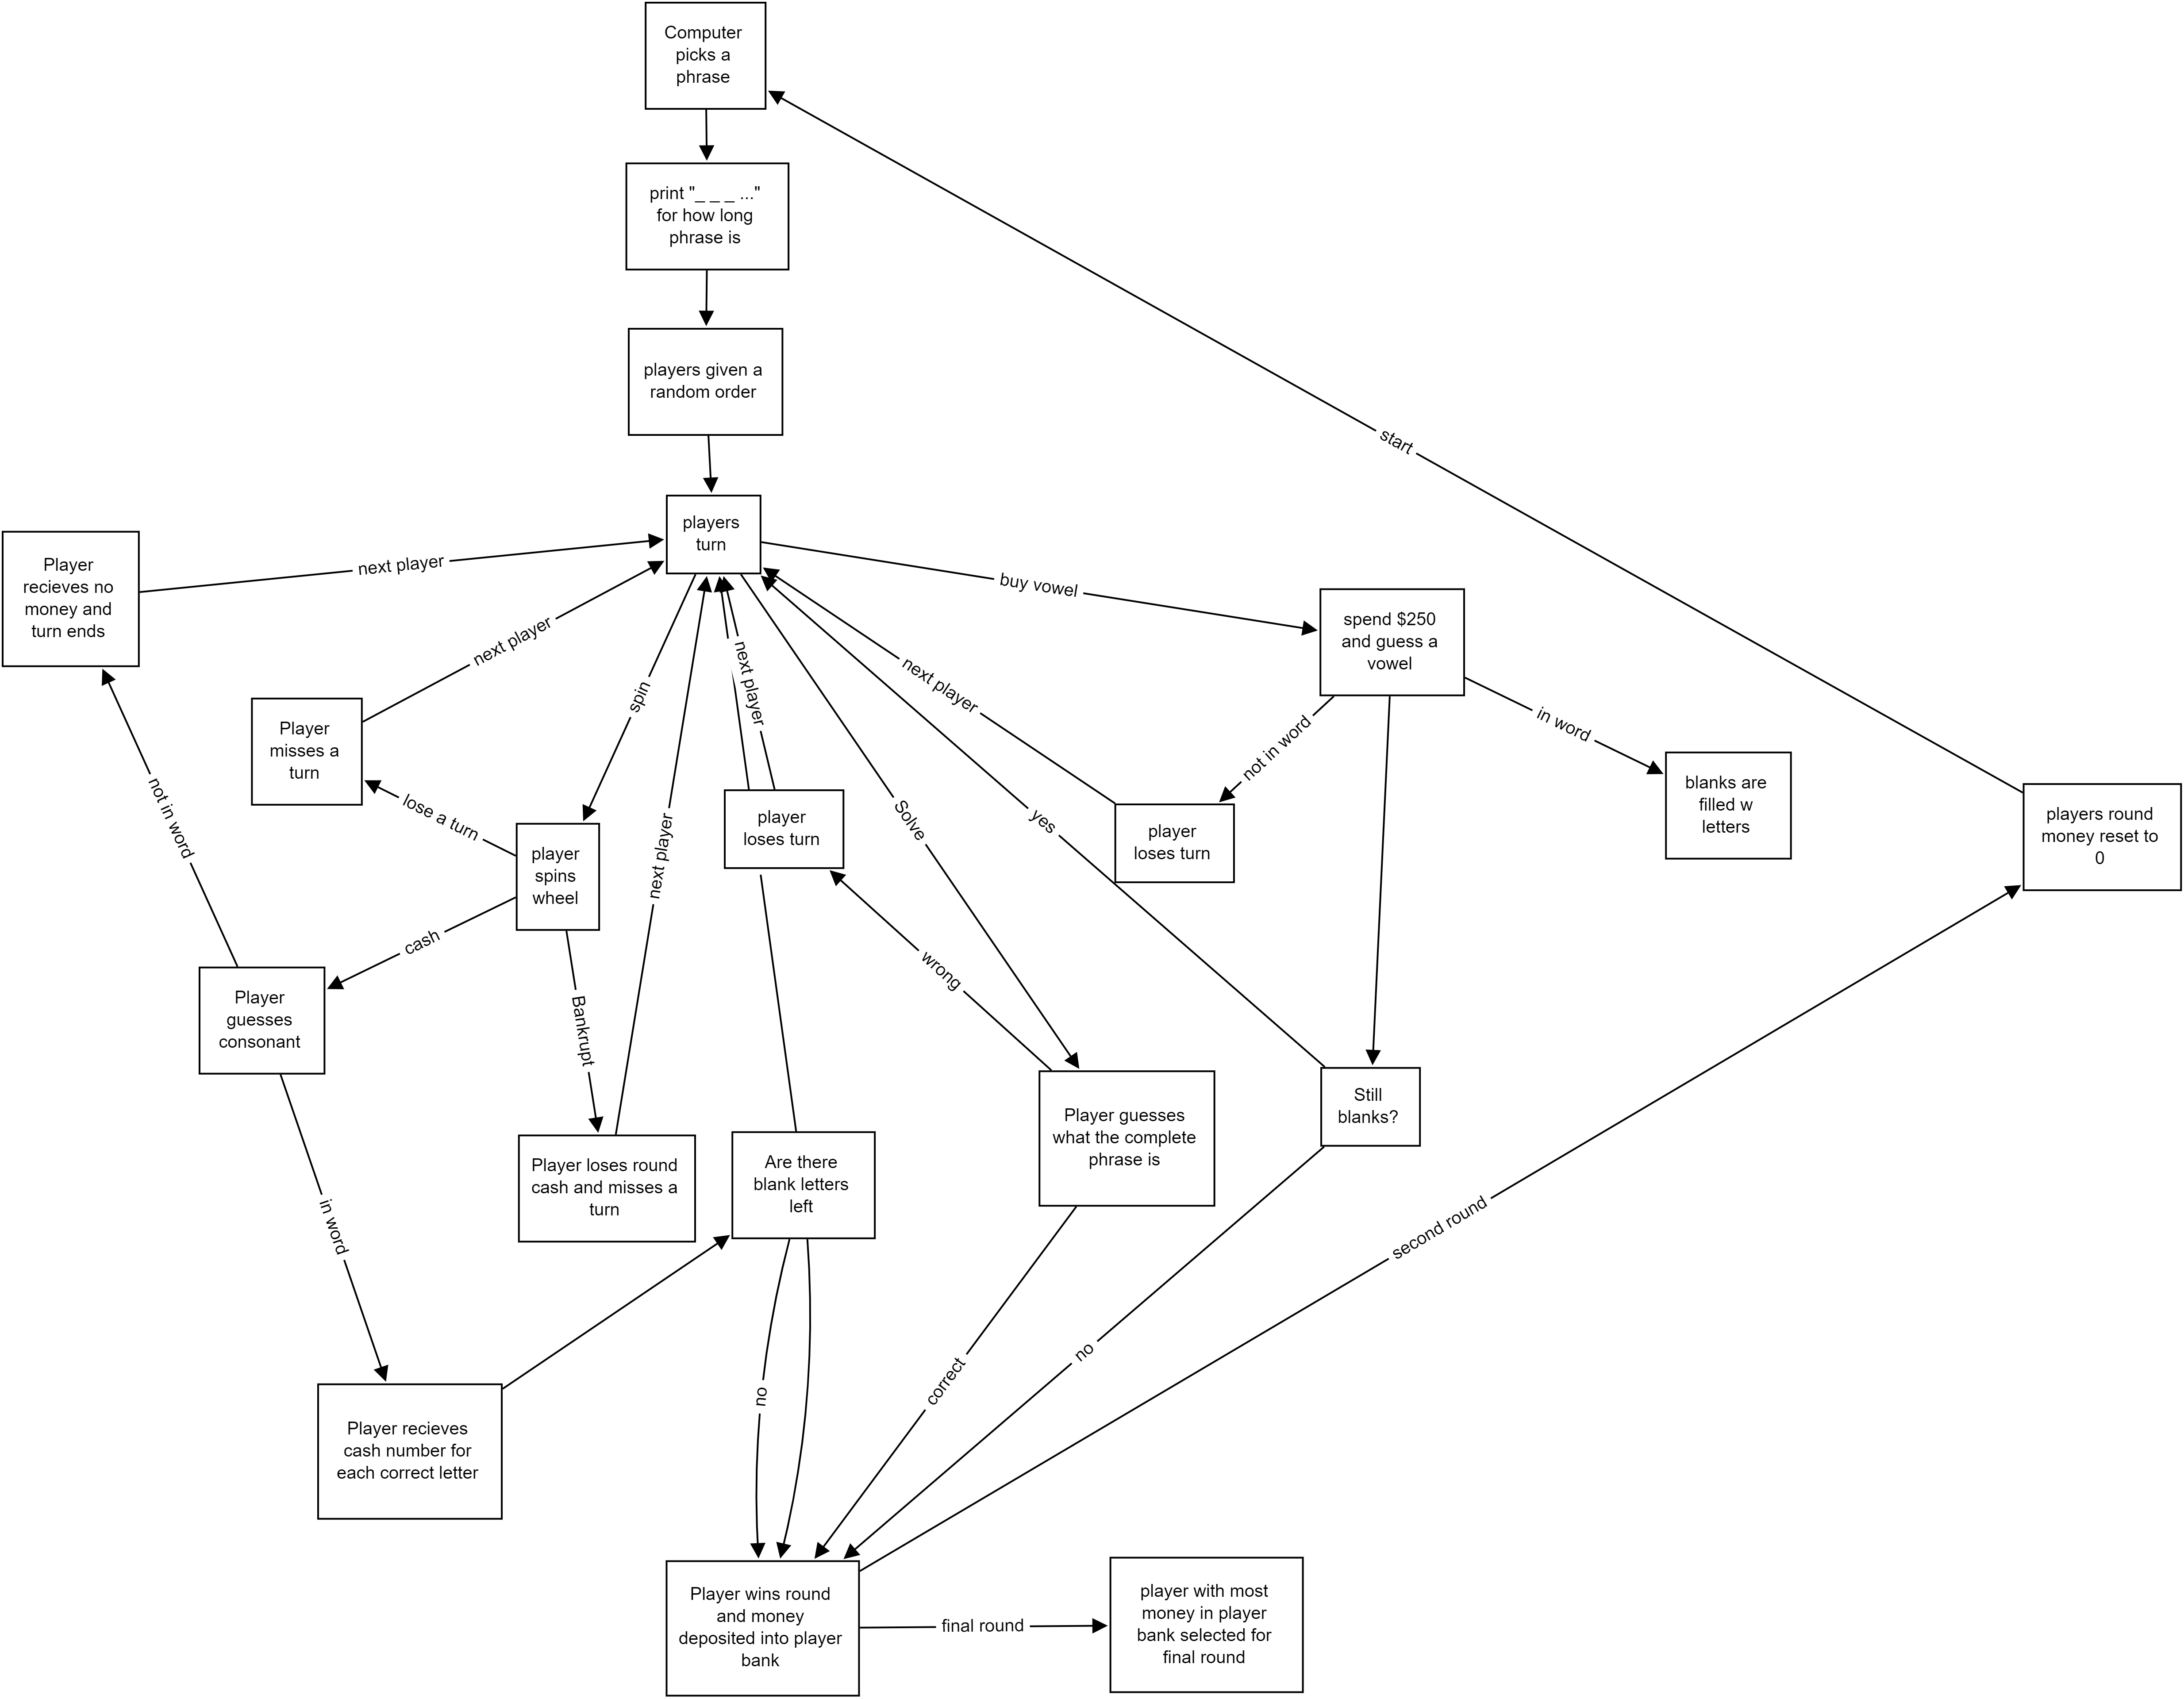 Computer
picks a
phrase
print "_ _ _ ..."
for how long
phrase is
players given a
random order
start
players
turn
Player
recieves no
money and
turn ends
next player
buy vowel
spend $250
and guess a
vowel
next player
next player
next player
spin
Player
misses a
turn
not in word
in word
blanks are
filled w
letters
players round
money reset to
0
not in word
lose a turn
player
spins
wheel
next player
player
loses turn
Solve
yes
player
loses turn
cash
wrong
Player
guesses
consonant
Bankrupt
Still
blanks?
Player guesses
what the complete
phrase is
Player loses round
cash and misses a
turn
Are there
blank letters
left
in word
second round
no
correct
no
Player recieves
cash number for
each correct letter
Player wins round
and money
deposited into player
bank
final round
player with most
money in player
bank selected for
final round